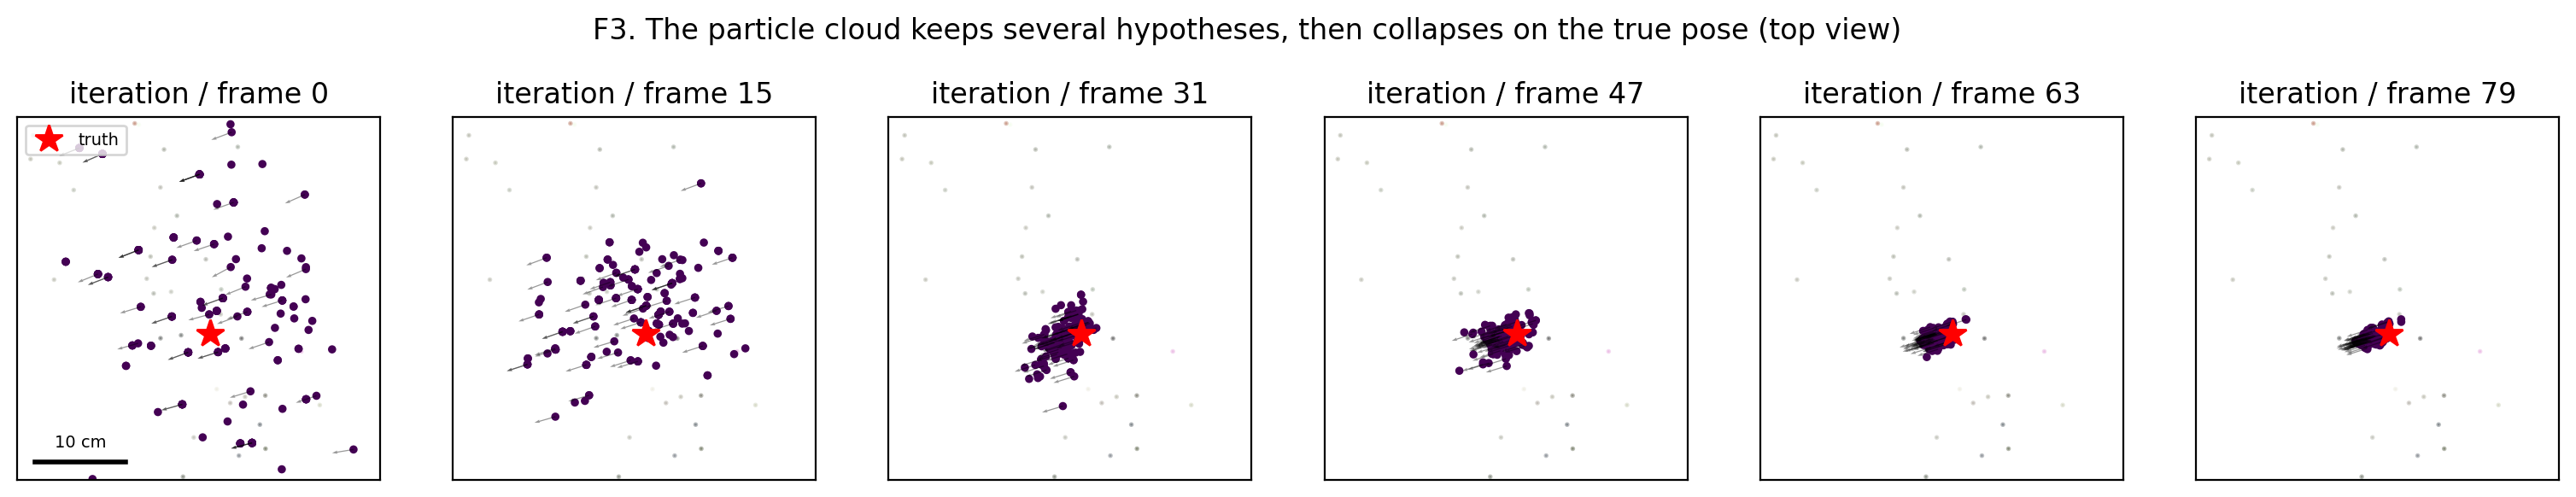 F3. The particle cloud keeps several hypotheses, then collapses on the true pose (top view)
iteration / frame 0
iteration / frame 15
iteration / frame 31
iteration / frame 47
iteration / frame 63
iteration / frame 79
truth
10 cm